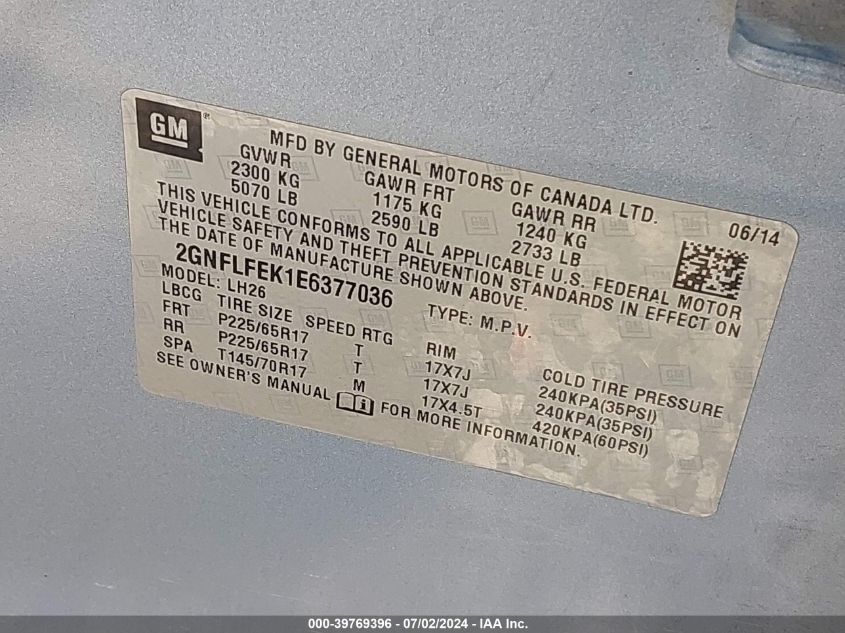 GM®
MFD BY GENERAL MOTORS OF CANADA LTD.
GVWR GAWR FRT GAWR RR 06/14
2300 KG 1175 KG 1240 KG
5070 LB 2590 LB 2733 LB
THIS VEHICLE CONFORMS TO ALL APPLICABLE U.S. FEDERAL MOTOR
VEHICLE SAFETY AND THEFT PREVENTION STANDARDS IN EFFECT ON
THE DATE OF MANUFACTURE SHOWN ABOVE.
2GNFLFEK1E6377036 TYPE: M.P.V.
MODEL: LH26
LBCG TIRE SIZE SPEED RTG RIM COLD TIRE PRESSURE
FRT P225/65R17 T 17X7J 240KPA(35PSI)
RR P225/65R17 T 17X7J 240KPA(35PSI)
SPA T145/70R17 M 17X4.5T 420KPA(60PSI)
SEE OWNER'S MANUAL FOR MORE INFORMATION.
000-39769396 - 07/02/2024 - IAA Inc.